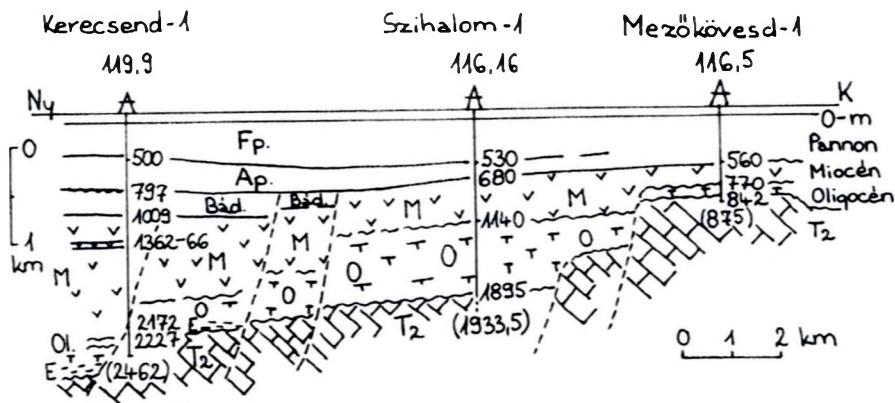 Kerecsend-1 Szihalom-1 Mezőkövesd-1
119,9 116,16 116,5
Ny K
0-m
0 Fp. Pannon
500 530 560
Ap. 680 Miocén
797 770
Bád. Bád. M 842 Oligocén
1009 1140 (875) T2
1 km
1362-66
M M M O O
O O 1895
2172 E
Ol. 2227 T2 T2 (1933,5)
E (2462) 0 1 2 km